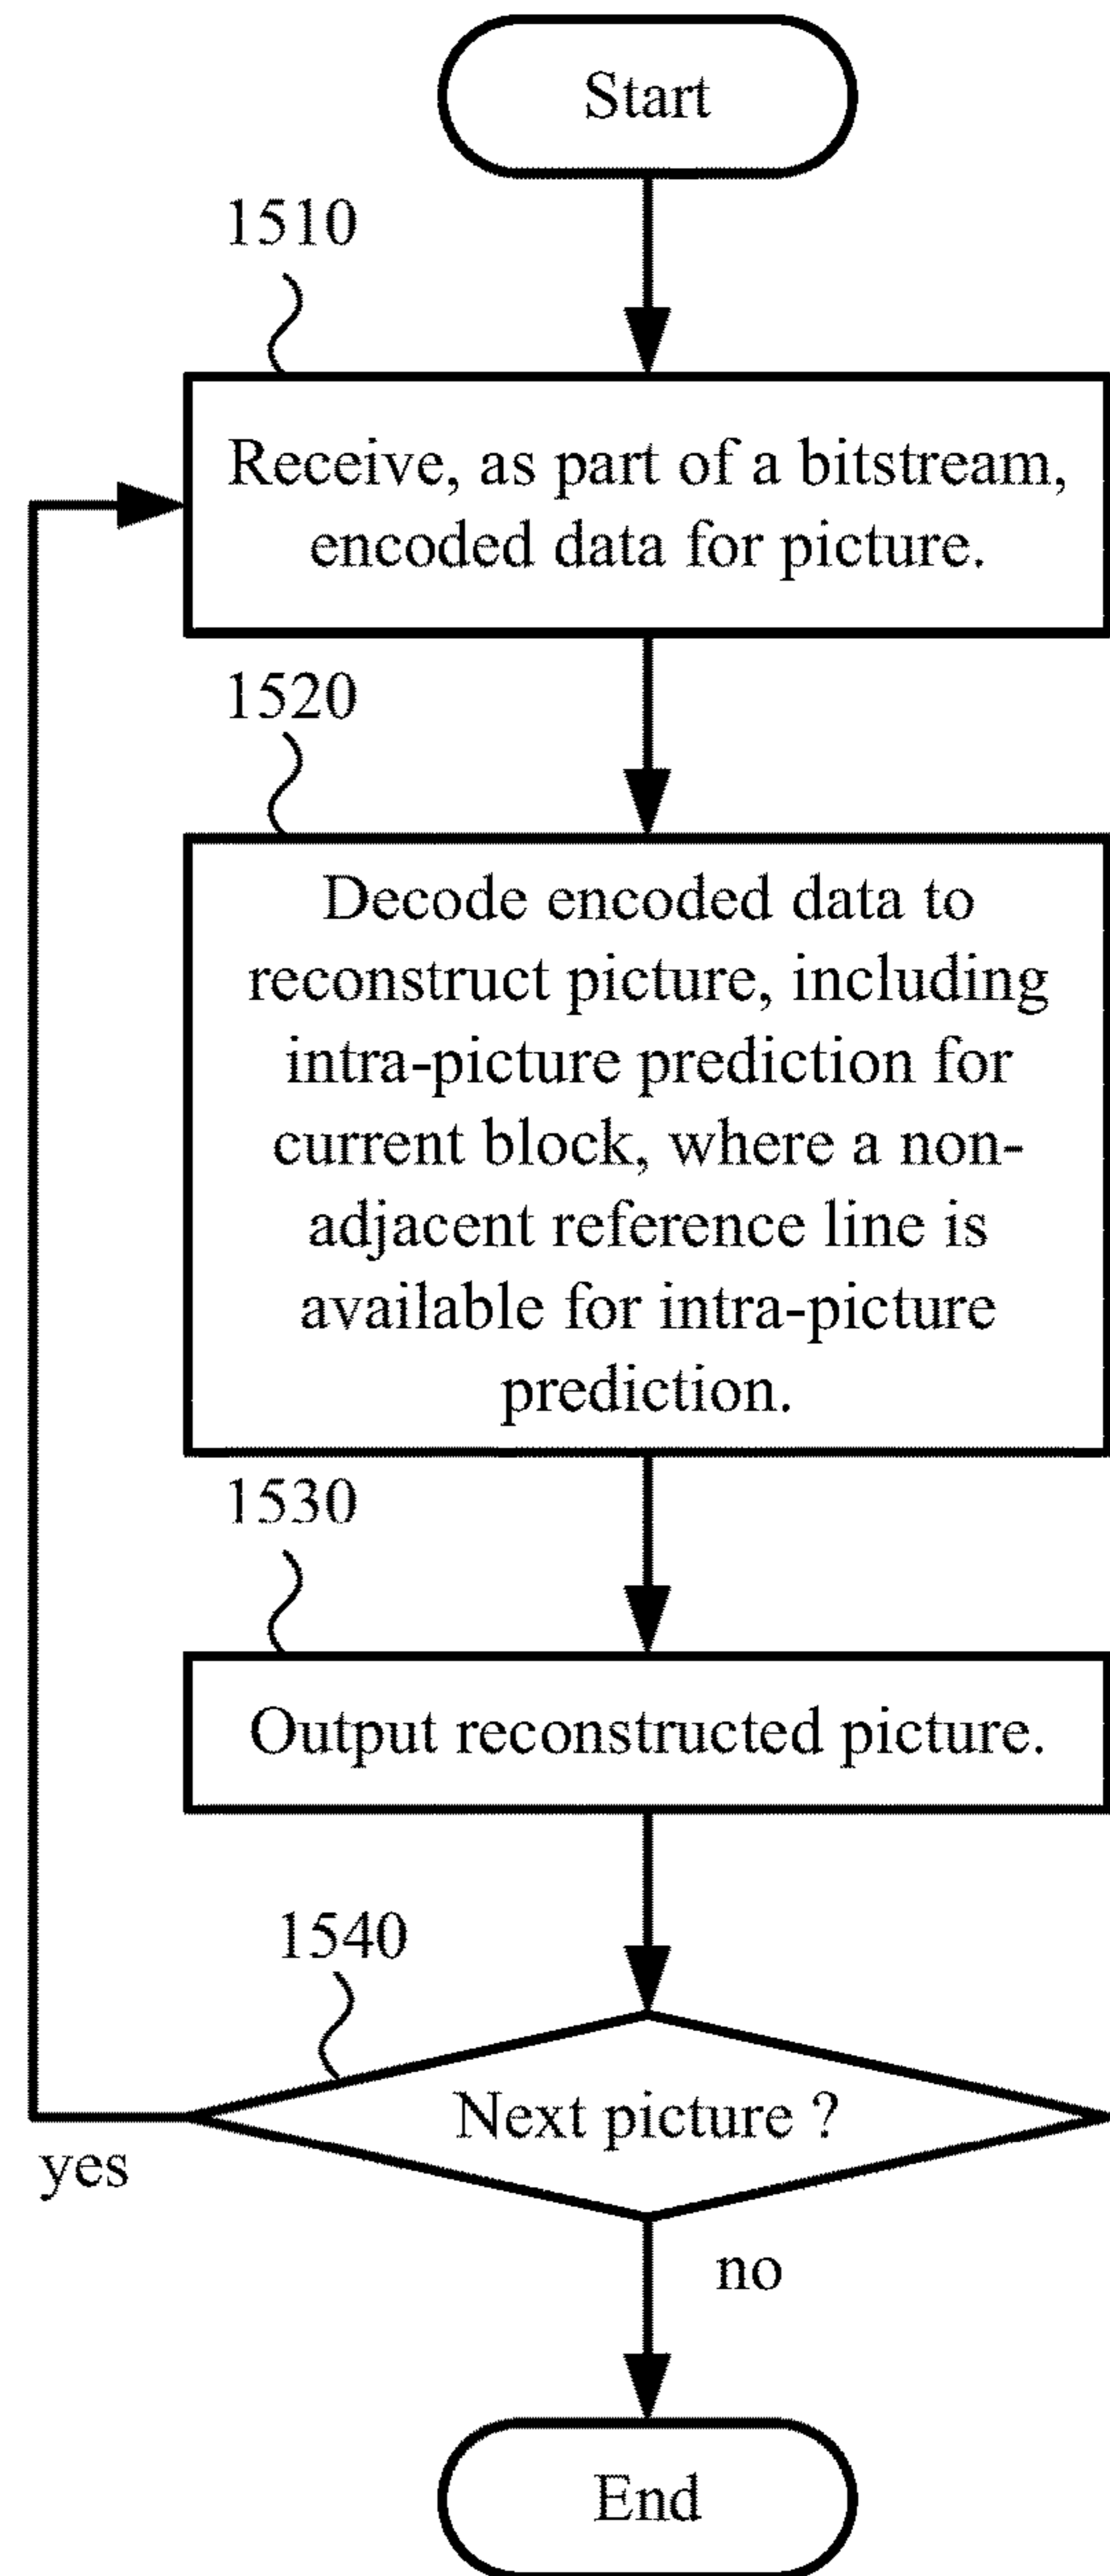 Start
1510
Receive, as part of a bitstream,
encoded data for picture.
1520
Decode encoded data to
reconstruct picture, including
intra-picture prediction for
current block, where a non-
adjacent reference line is
available for intra-picture
prediction.
1530
Output reconstructed picture.
1540
Next picture ?
yes
no
End